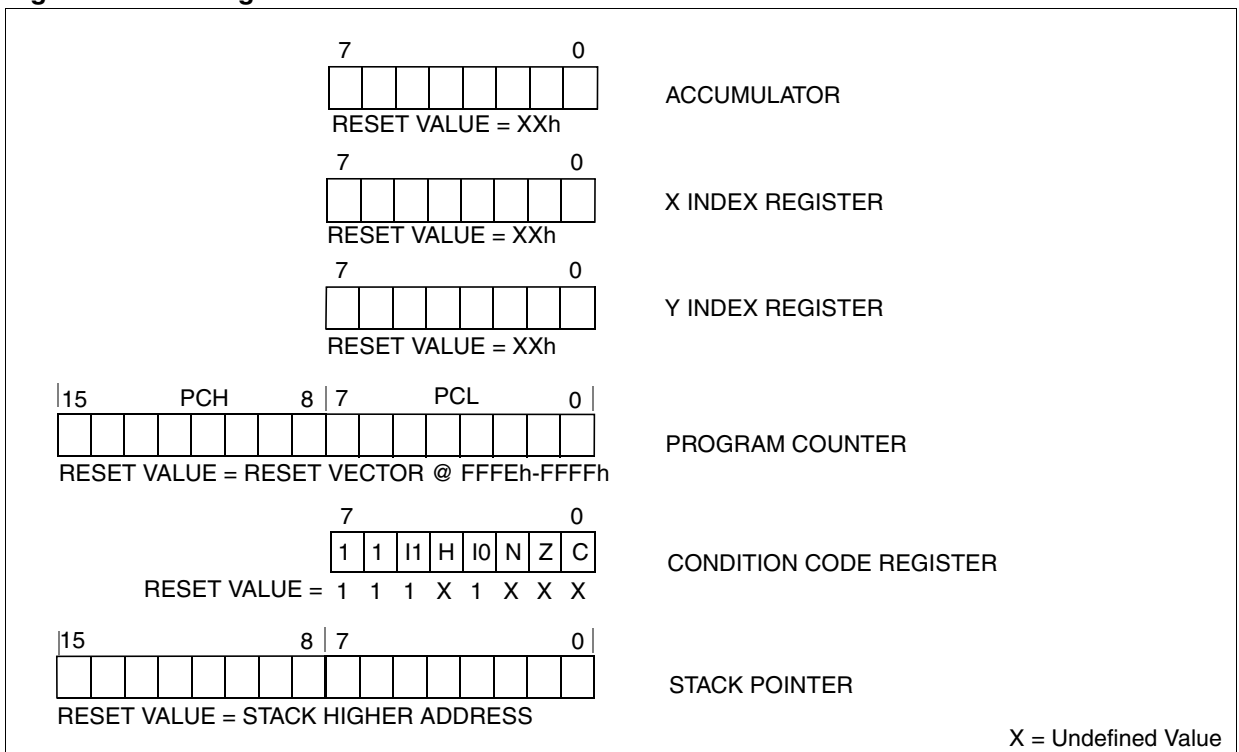 7 0
ACCUMULATOR
RESET VALUE = XXh
7 0
X INDEX REGISTER
RESET VALUE = XXh
7 0
Y INDEX REGISTER
RESET VALUE = XXh
15 PCH 8 7 PCL 0
PROGRAM COUNTER
RESET VALUE = RESET VECTOR @ FFFEh-FFFFh
7 0
1 1 I1 H I0 N Z C
CONDITION CODE REGISTER
RESET VALUE = 1 1 1 X 1 X X X
15 8 7 0
STACK POINTER
RESET VALUE = STACK HIGHER ADDRESS
X = Undefined Value